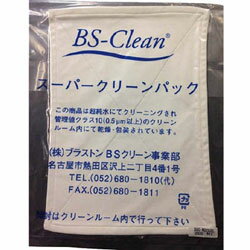 BS-Clean®
スーパークリーンパック
この商品は超純水にてクリーニングされ
管理値クラス10(0.5μm以上)のクリーン
ルーム内にて乾燥・包装されています。
(株)ブラストンBSクリーン事業部
名古屋市熱田区沢上二丁目4番1号
TEL.(052)680-1810(代)
FAX.(052)680-1811
開封はクリーンルーム内で行って下さい